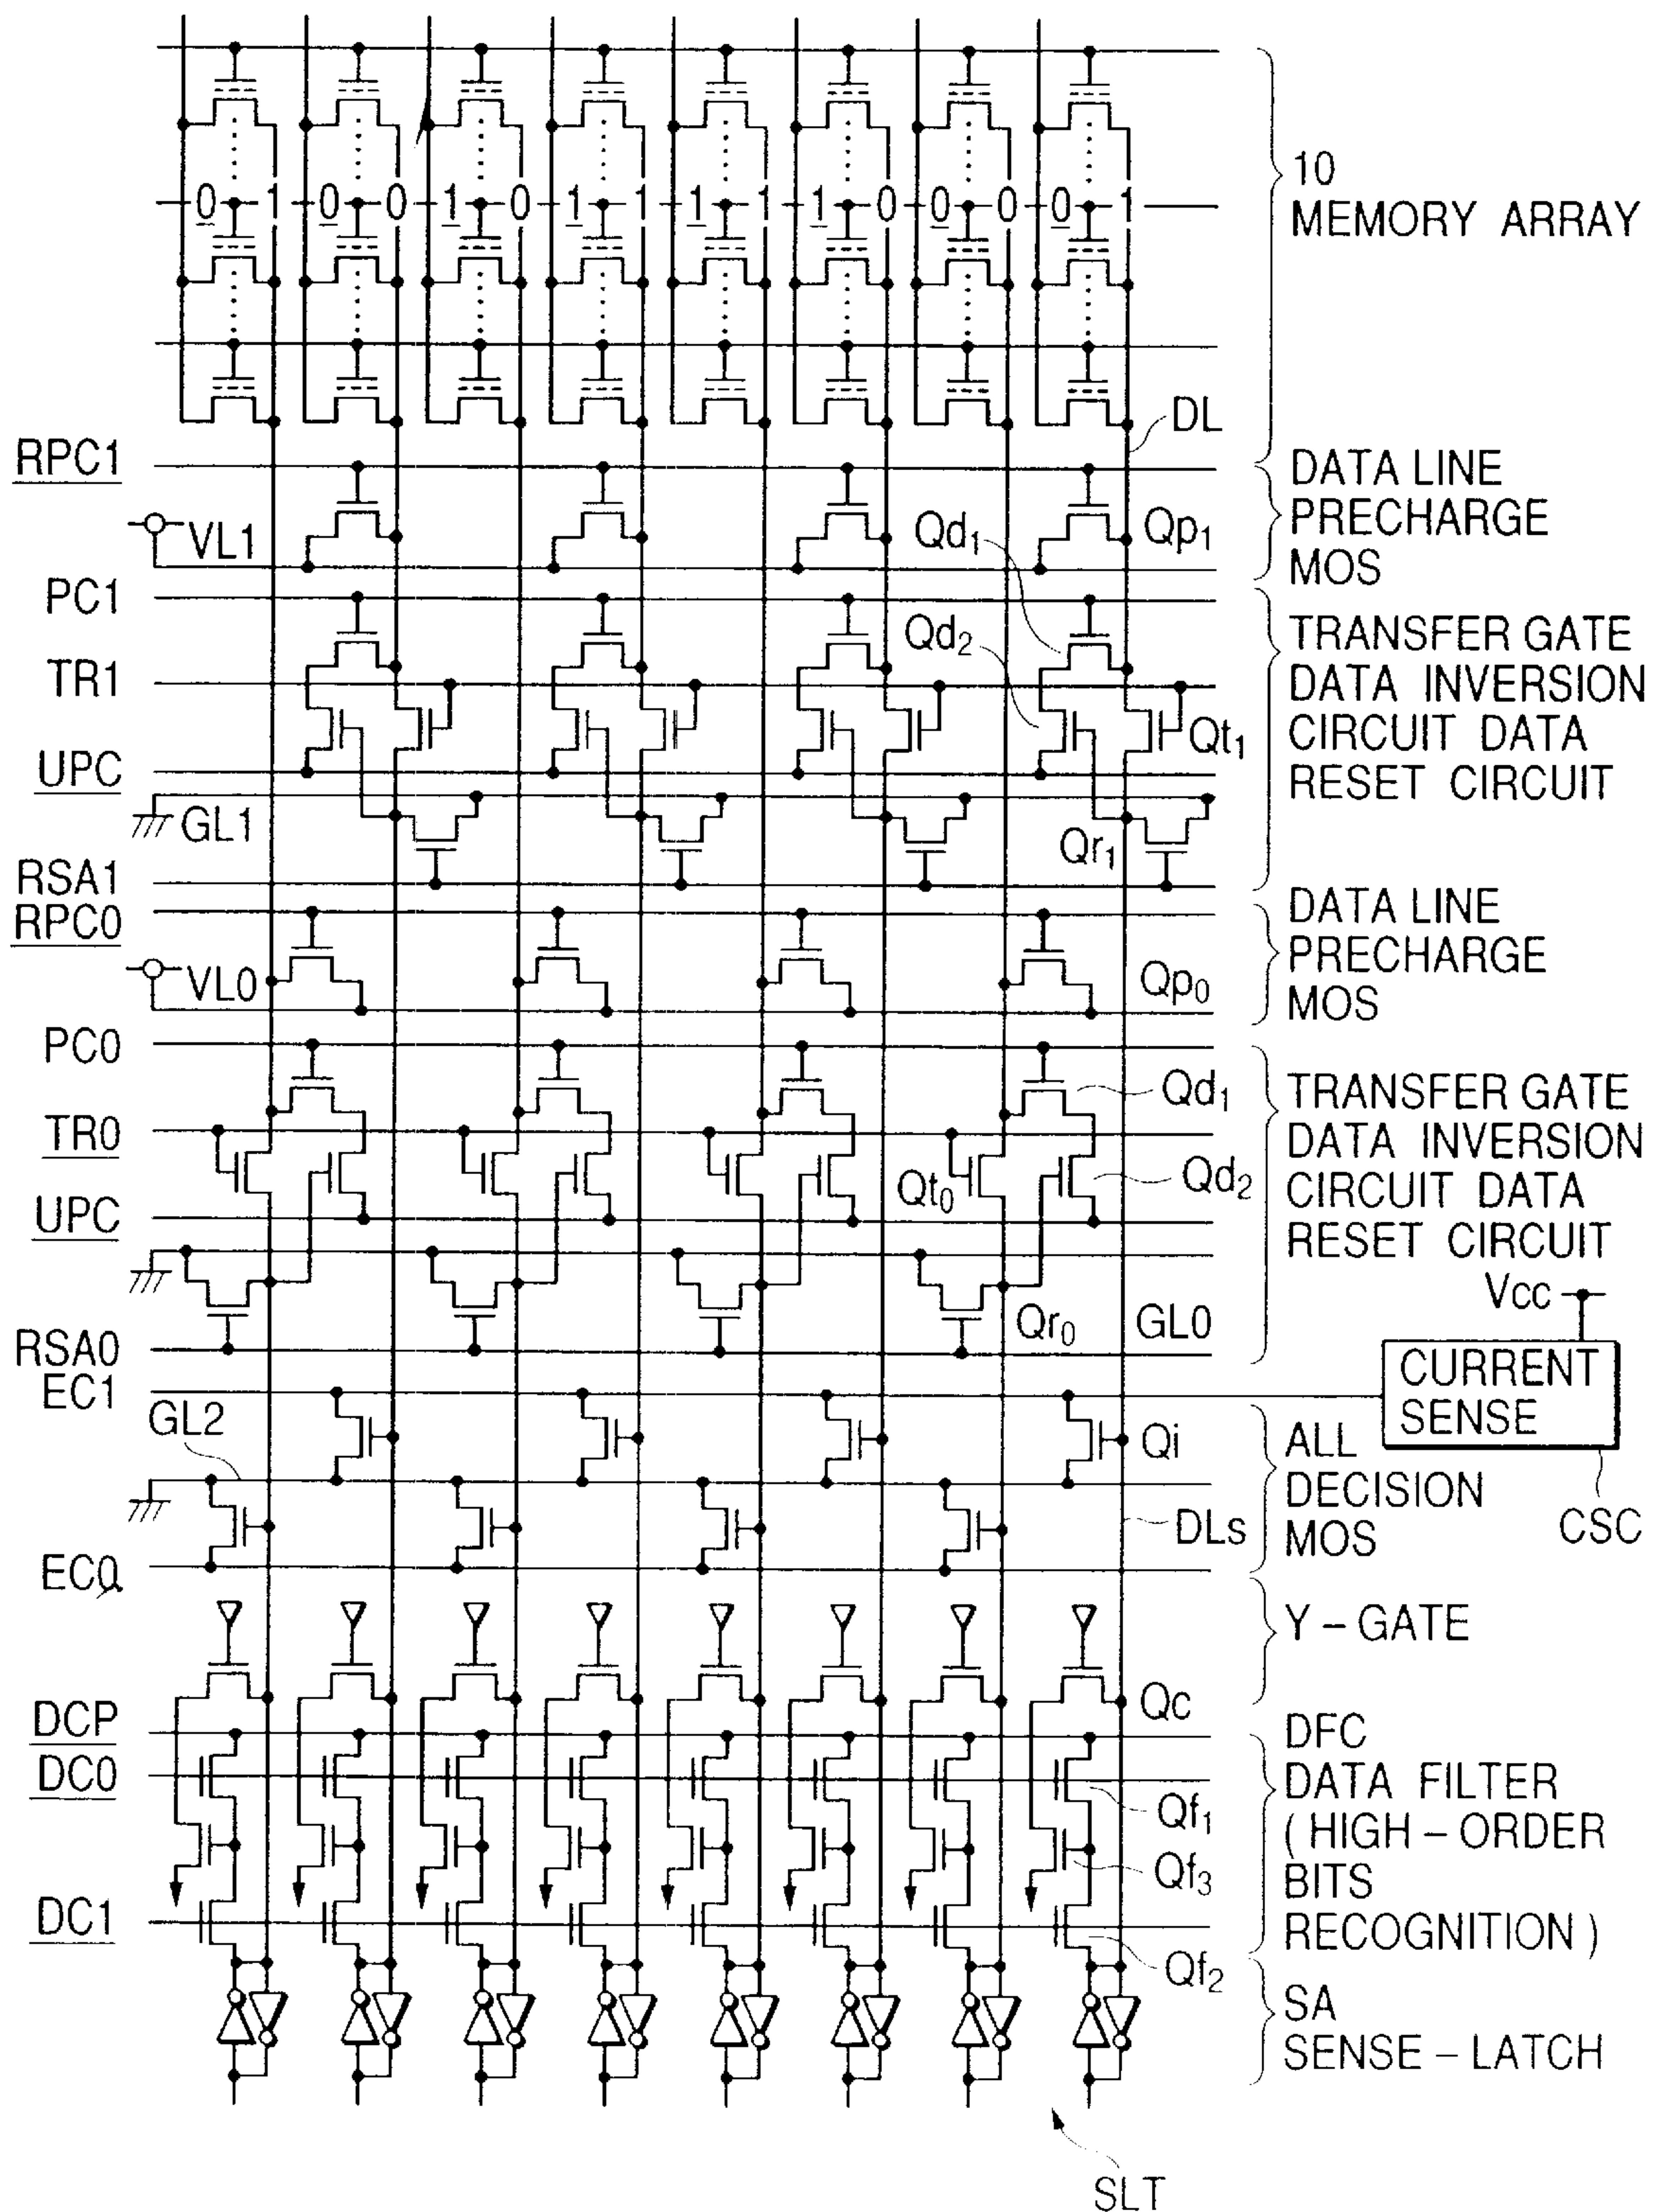 0 1 0 0 1 0 1 1 1 1 1 0 0 0 0 1
10
MEMORY ARRAY
DL
RPC1
DATA LINE
PRECHARGE
MOS
VL1
Qd1
Qp1
PC1
TRANSFER GATE
DATA INVERSION
CIRCUIT DATA
RESET CIRCUIT
Qd2
TR1
Qt1
UPC
GL1
Qr1
RSA1
RPC0
DATA LINE
PRECHARGE
MOS
VL0
Qp0
PC0
Qd1
TRANSFER GATE
DATA INVERSION
CIRCUIT DATA
RESET CIRCUIT
TR0
Qt0
Qd2
UPC
Vcc
Qr0
GL0
RSA0
CURRENT
SENSE
EC1
GL2
Qi
ALL
DECISION
MOS
DLs
CSC
EC0
Y-GATE
Qc
DCP
DC0
DFC
DATA FILTER
(HIGH-ORDER
BITS
RECOGNITION)
Qf1
Qf3
DC1
Qf2
SA
SENSE-LATCH
SLT